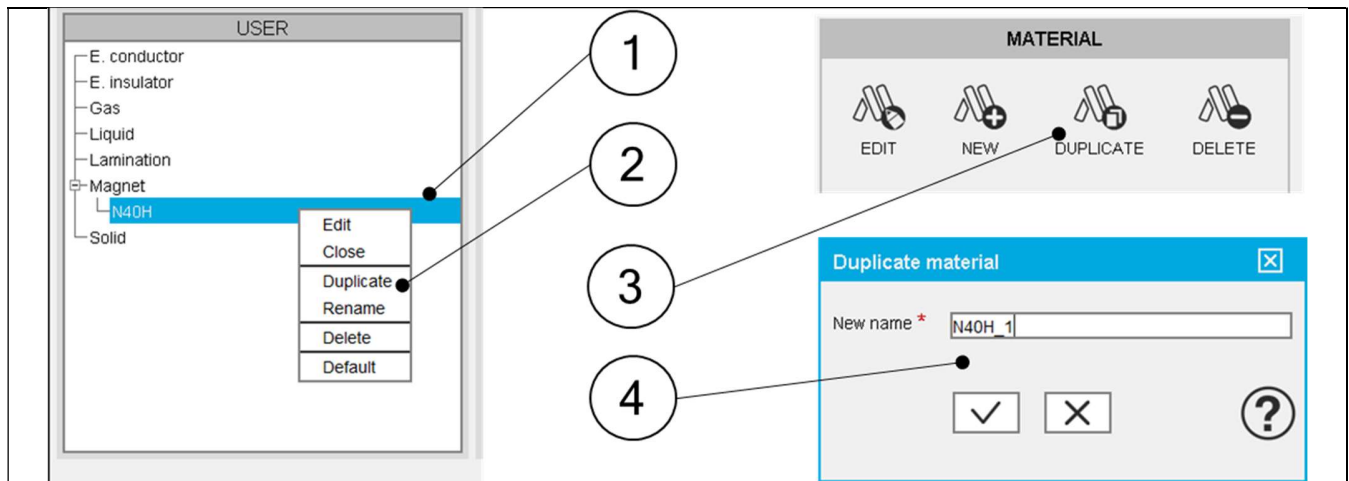 USER
E. conductor
E. insulator
Gas
Liquid
Lamination
Magnet
N40H
Solid
Edit
Close
Duplicate
Rename
Delete
Default
1
2
3
4
MATERIAL
EDIT NEW DUPLICATE DELETE
Duplicate material
New name * N40H_1
?